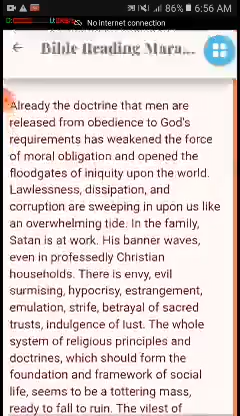 86% 6:56 AM
No Internet connection
Bible Reading Mara...
Already the doctrine that men are
released from obedience to God's
requirements has weakened the force
of moral obligation and opened the
floodgates of iniquity upon the world.
Lawlessness, dissipation, and
corruption are sweeping in upon us like
an overwhelming tide. In the family,
Satan is at work. His banner waves,
even in professedly Christian
households. There is envy, evil
surmising, hypocrisy, estrangement,
emulation, strife, betrayal of sacred
trusts, indulgence of lust. The whole
system of religious principles and
doctrines, which should form the
foundation and framework of social
life, seems to be a tottering mass,
ready to fall to ruin. The vilest of